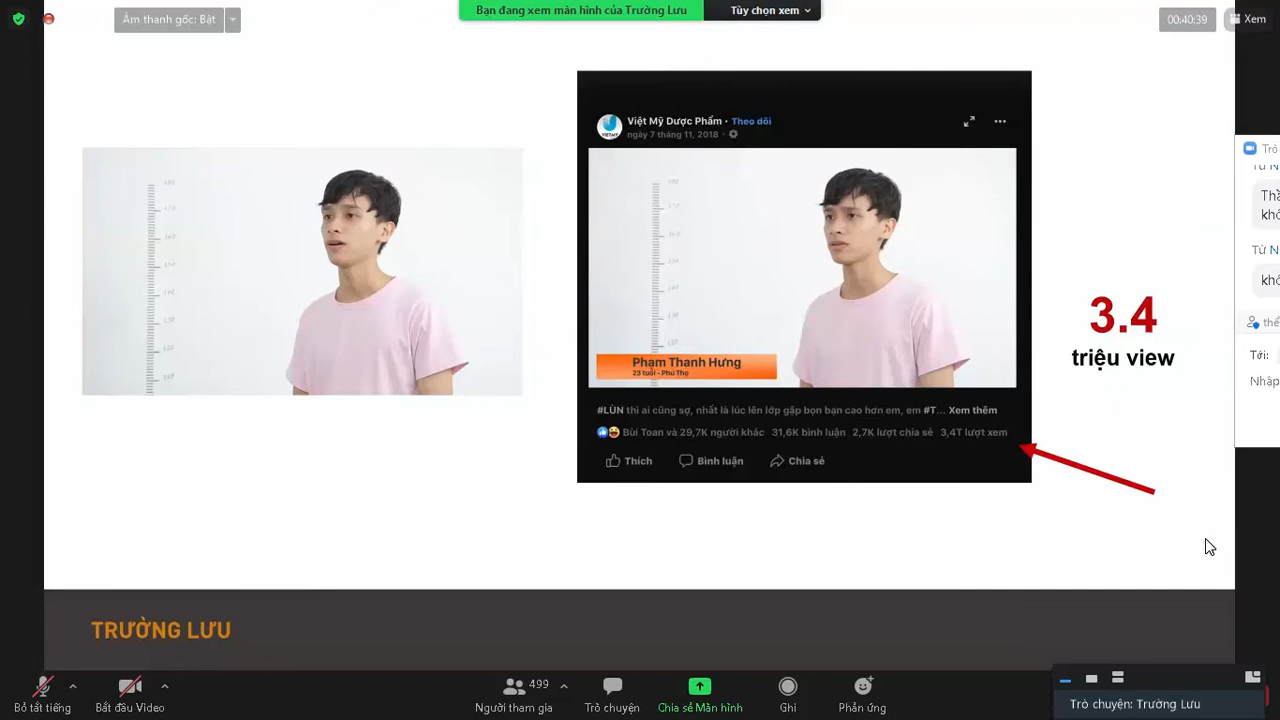 Âm thanh gốc: Bật
Bạn đang xem màn hình của Trường Lưu
Tùy chọn xem
00:40:39
Xem
Việt Mỹ Dược Phẩm • Theo dõi
ngày 7 tháng 11, 2018
Phạm Thanh Hưng
23 tuổi - Phú Thọ
#LÙN thì ai cũng sợ, nhất là lúc lên lớp gặp bọn bạn cao hơn em, em #T... Xem thêm
Bùi Toan và 29,7K người khác 31,6K bình luận 2,7K lượt chia sẻ 3,4T lượt xem
Thích
Bình luận
Chia sẻ
3.4
triệu view
Trò
Tới:
Nhập
TRƯỜNG LƯU
Bỏ tắt tiếng
Bắt đầu Video
499
Người tham gia
Trò chuyện
Chia sẻ Màn hình
Ghi
Phản ứng
Trò chuyện: Trường Lưu